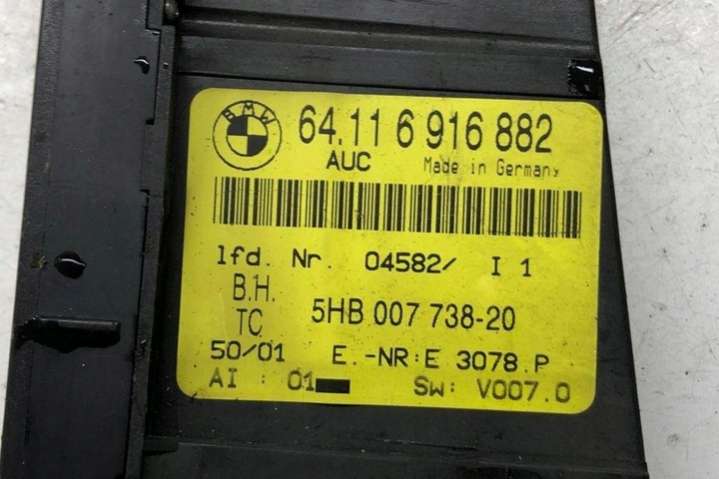 BMW 64.11 6 916 882
AUC Made in Germany
lfd. Nr. 04582/ I 1
B.H.
TC 5HB 007 738-20
50/01 E.-NR:E 3078.P
AI : 01 SW: V007.0